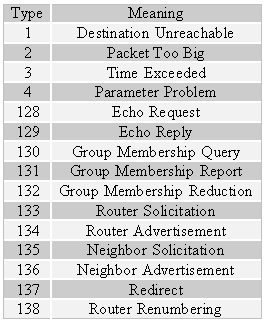 Type Meaning
1 Destination Unreachable
2 Packet Too Big
3 Time Exceeded
4 Parameter Problem
128 Echo Request
129 Echo Reply
130 Group Membership Query
131 Group Membership Report
132 Group Membership Reduction
133 Router Solicitation
134 Router Advertisement
135 Neighbor Solicitation
136 Neighbor Advertisement
137 Redirect
138 Router Renumbering